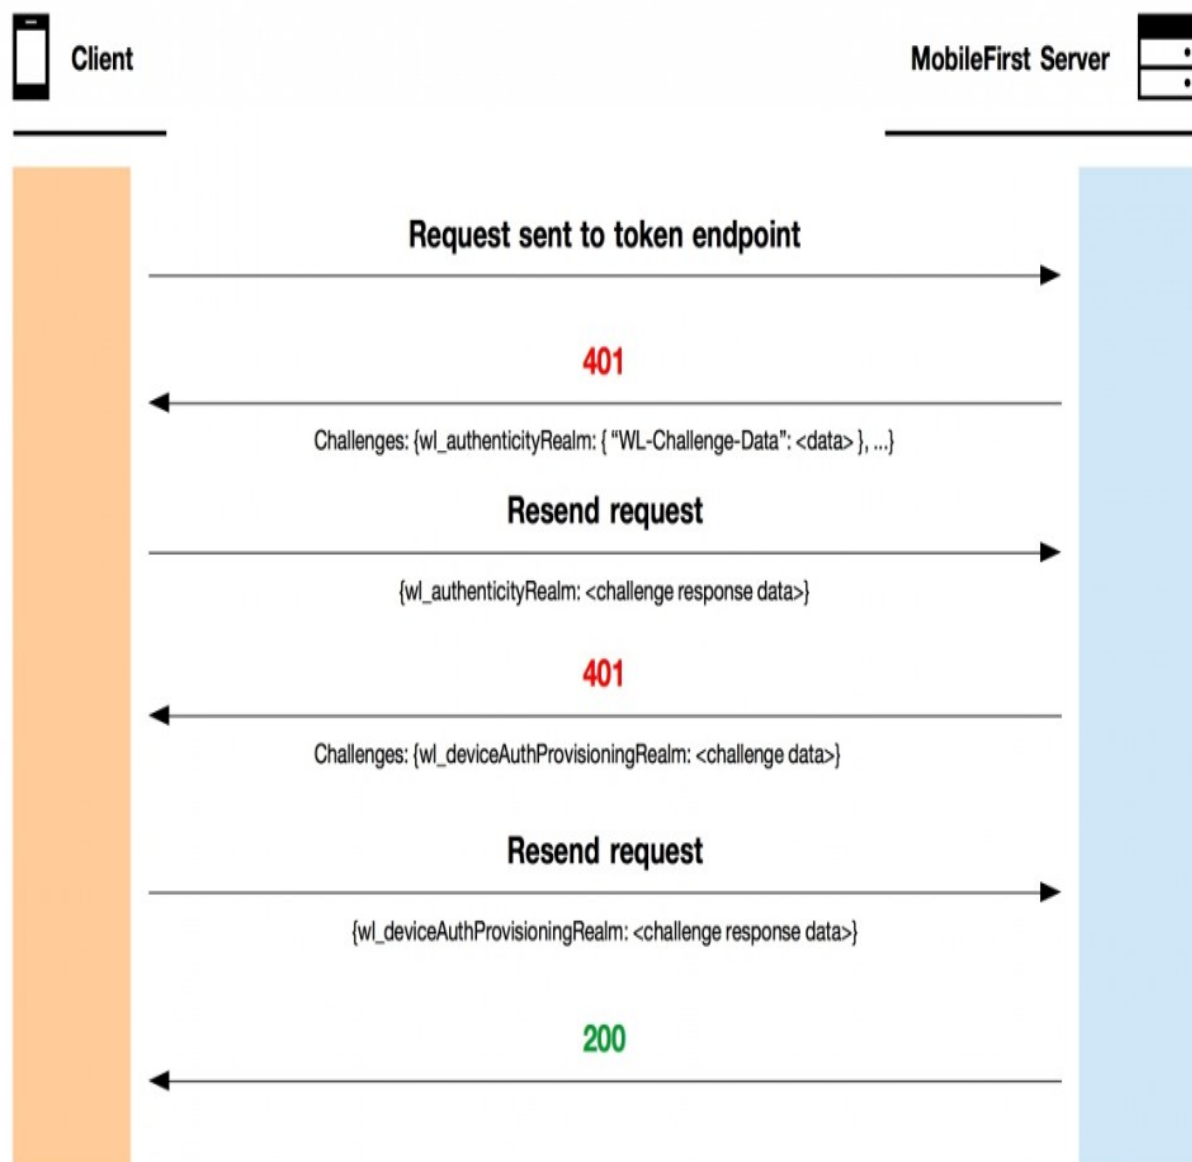 Client
MobileFirst Server
Request sent to token endpoint
401
Challenges: {wl_authenticityRealm: { “WL-Challenge-Data”: <data> }, ...}
Resend request
{wl_authenticityRealm: <challenge response data>}
401
Challenges: {wl_deviceAuthProvisioningRealm: <challenge data>}
Resend request
{wl_deviceAuthProvisioningRealm: <challenge response data>}
200